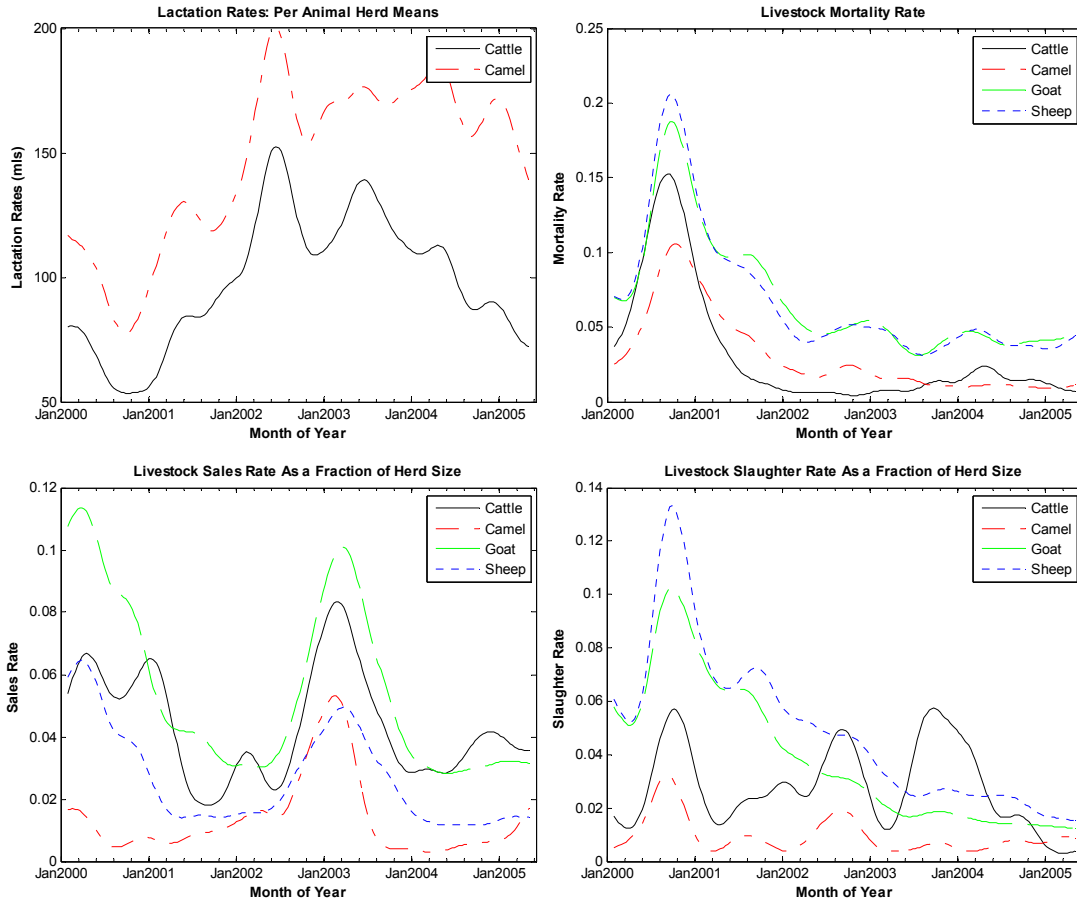 Lactation Rates: Per Animal Herd Means
200
150
100
50
Lactation Rates (mls)
Cattle
Camel
Jan2000 Jan2001 Jan2002 Jan2003 Jan2004 Jan2005
Month of Year
Livestock Mortality Rate
0.25
0.2
0.15
0.1
0.05
0
Mortality Rate
Cattle
Camel
Goat
Sheep
Jan2000 Jan2001 Jan2002 Jan2003 Jan2004 Jan2005
Month of Year
Livestock Sales Rate As a Fraction of Herd Size
0.12
0.1
0.08
0.06
0.04
0.02
0
Sales Rate
Cattle
Camel
Goat
Sheep
Jan2000 Jan2001 Jan2002 Jan2003 Jan2004 Jan2005
Month of Year
Livestock Slaughter Rate As a Fraction of Herd Size
0.14
0.12
0.1
0.08
0.06
0.04
0.02
0
Slaughter Rate
Cattle
Camel
Goat
Sheep
Jan2000 Jan2001 Jan2002 Jan2003 Jan2004 Jan2005
Month of Year